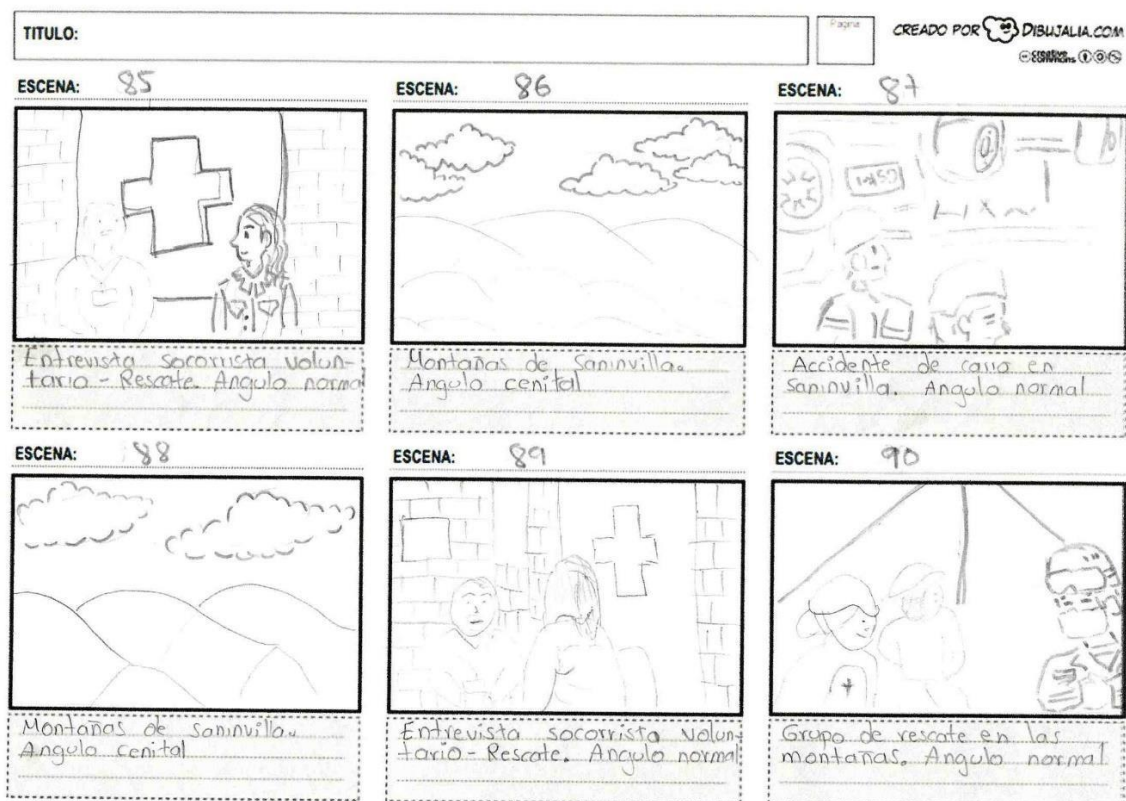 TITULO:
Pagina
CREADO POR DIBUJALIA.COM
creative commons
ESCENA: 85
ESCENA: 86
ESCENA: 87
Entrevista socorrista volun-
tario - Rescate. Angulo normal
Montañas de Saninvilla.
Angulo cenital
Accidente de carro en
saninvilla. Angulo normal
ESCENA: 88
ESCENA: 89
ESCENA: 90
Montañas de saninvilla.
Angulo cenital
Entrevista socorrista volun-
tario - Rescate. Angulo normal
Grupo de rescate en las
montañas. Angulo normal